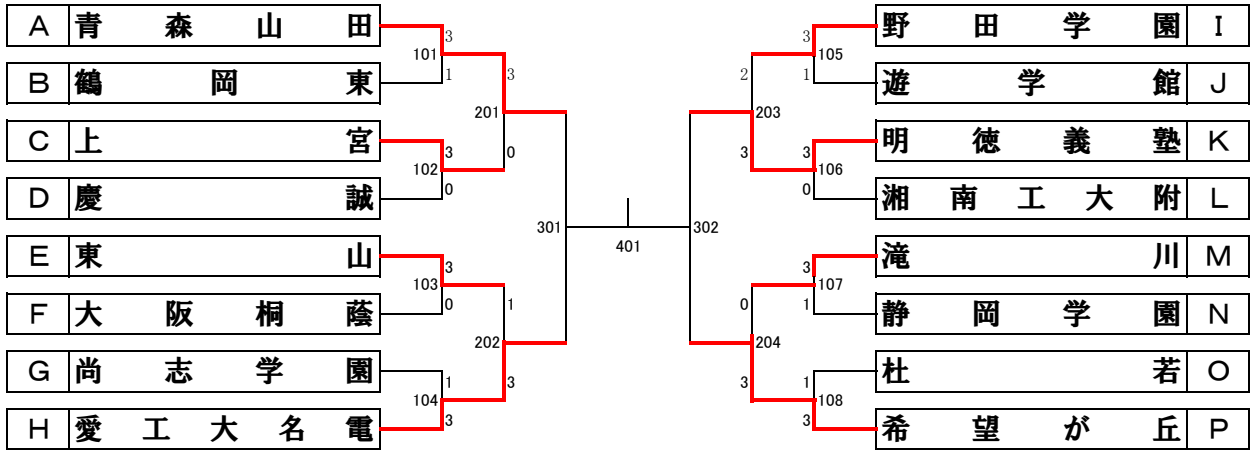 A 青森山田
3
101
B 鶴岡東
1
3
201
C 上宮
3
0
102
D 慶誠
0
301
E 東山
3
103
F 大阪桐蔭
0
1
202
G 尚志学園
1
3
104
H 愛工大名電
3
401
野田学園 I
3
105
遊学館 J
1
2
203
明徳義塾 K
3
3
106
湘南工大附 L
0
302
滝川 M
3
107
静岡学園 N
1
0
204
杜若 O
1
3
108
希望が丘 P
3